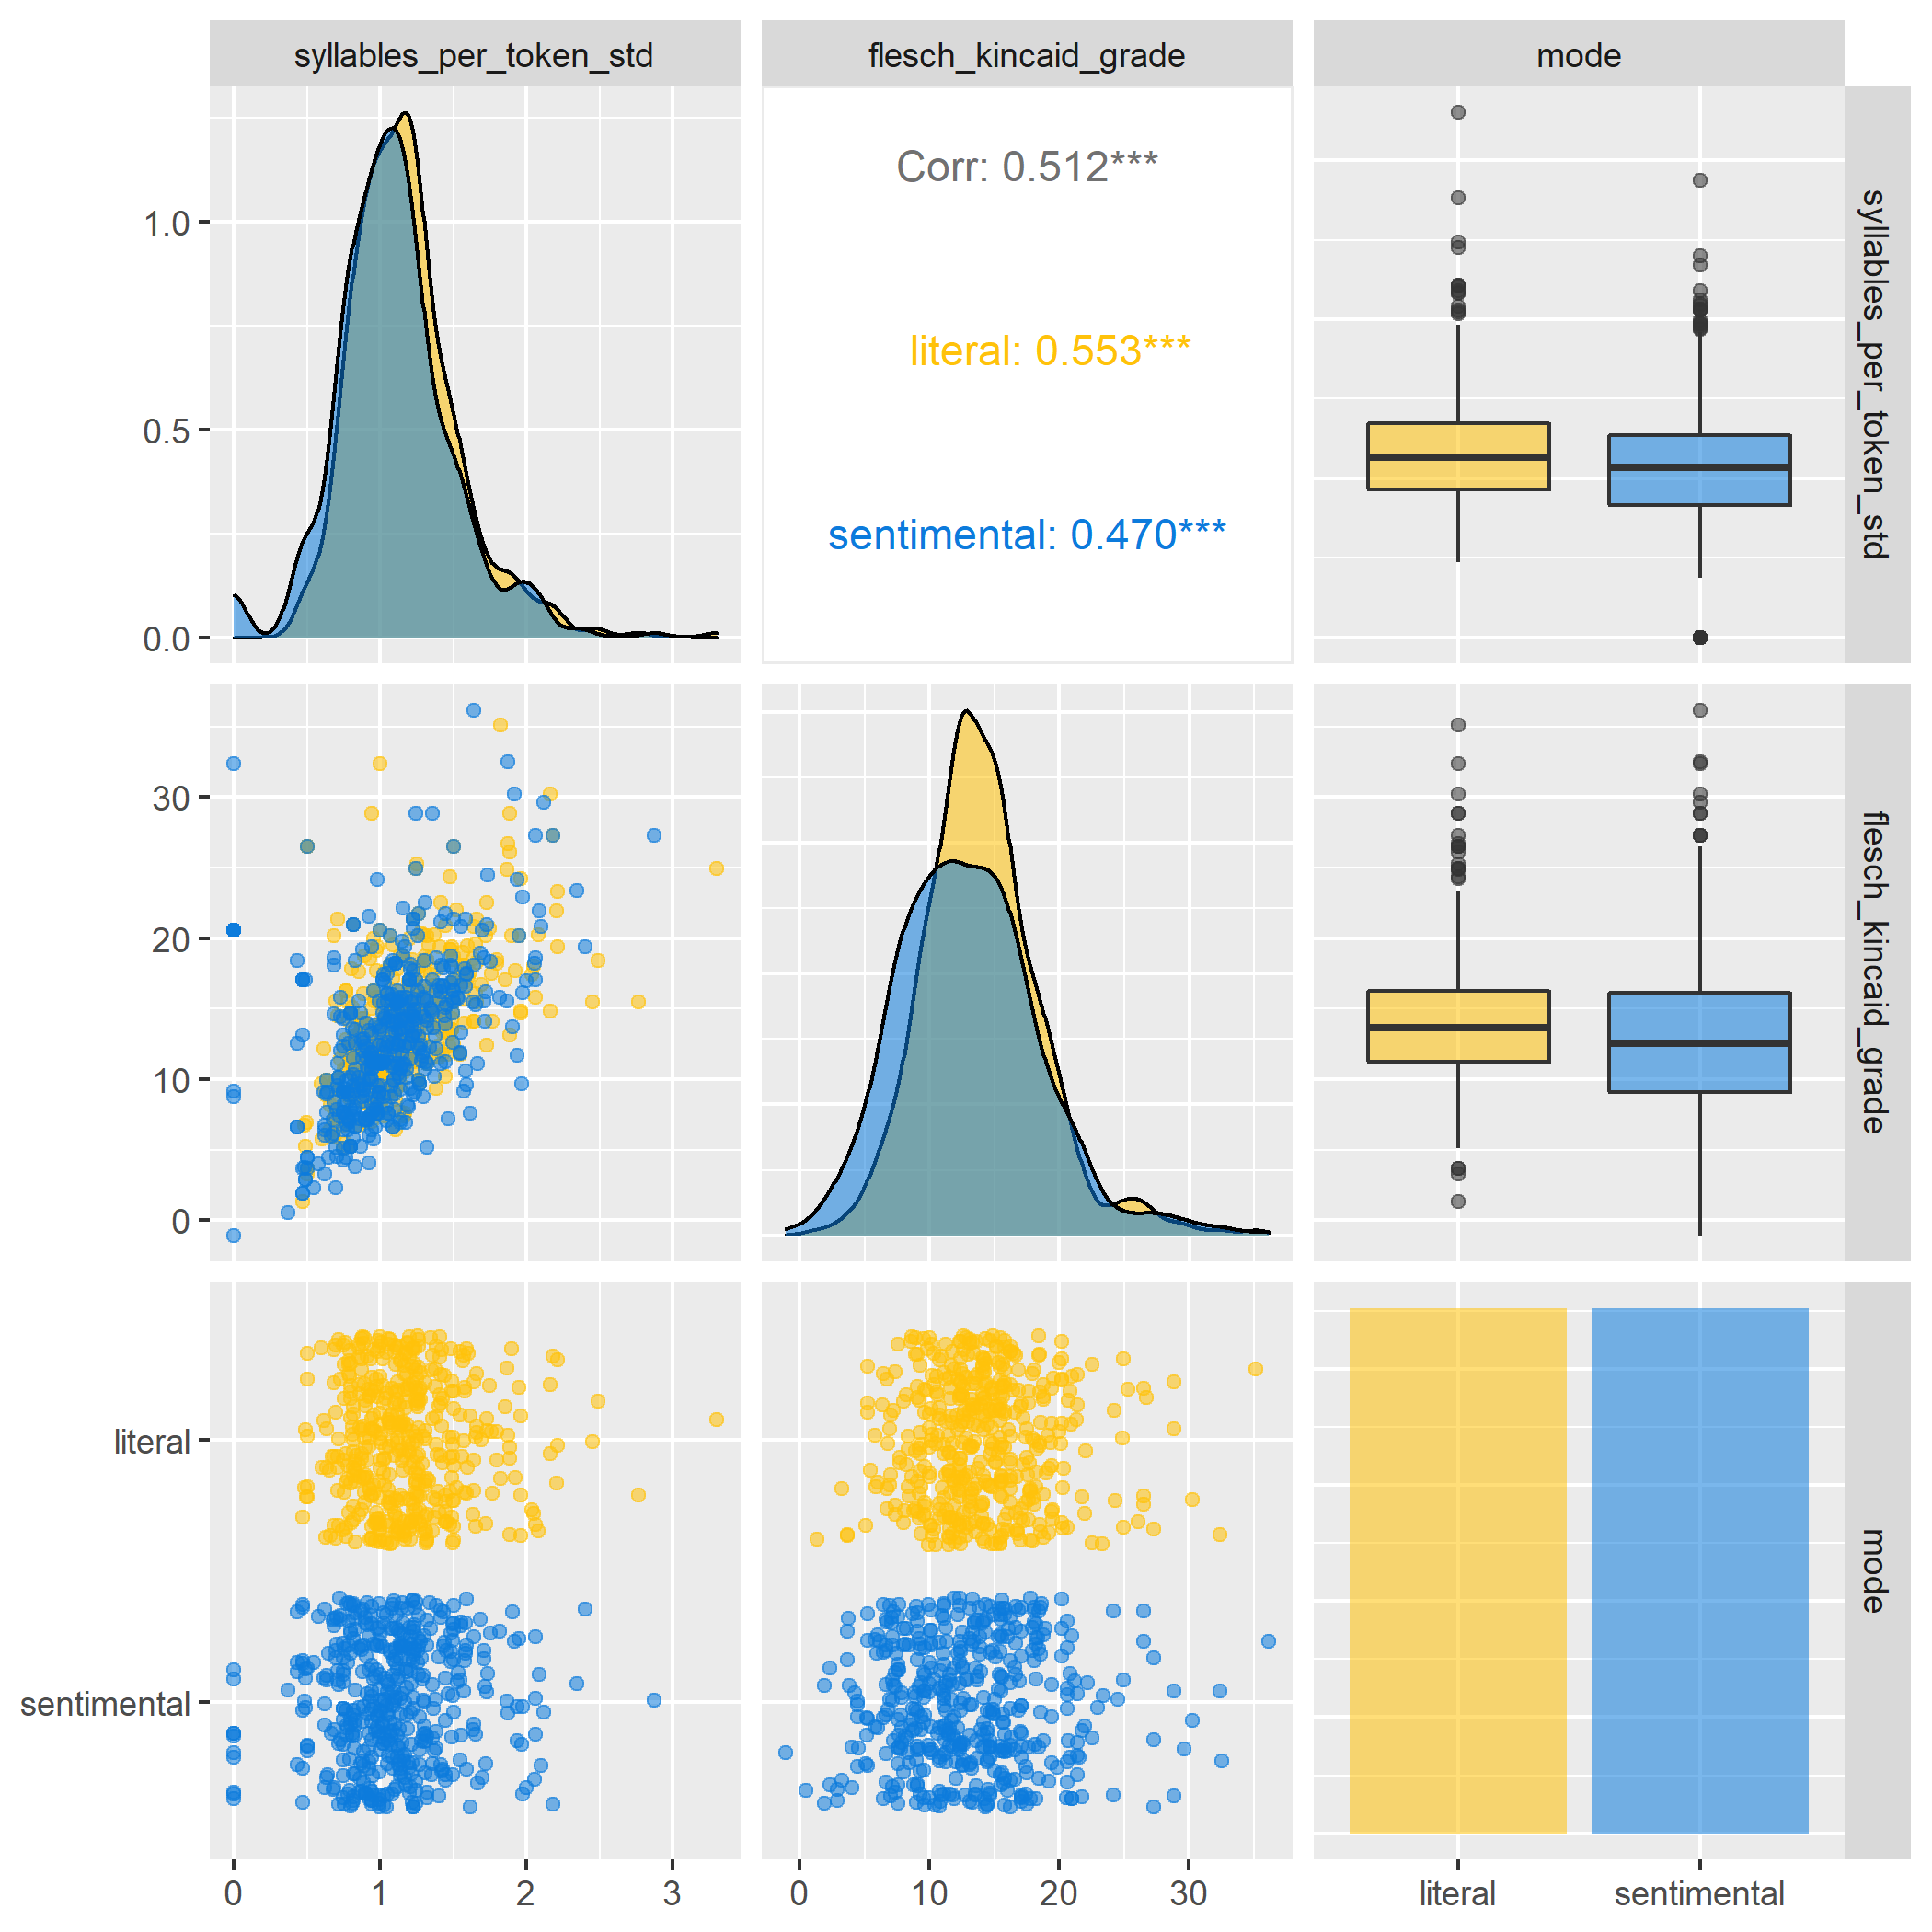 syllables_per_token_std
flesch_kincaid_grade
mode
1.0
0.5
0.0
Corr: 0.512***
literal: 0.553***
sentimental: 0.470***
syllables_per_token_std
30
20
10
0
flesch_kincaid_grade
literal
sentimental
mode
0 1 2 3
0 10 20 30
literal sentimental